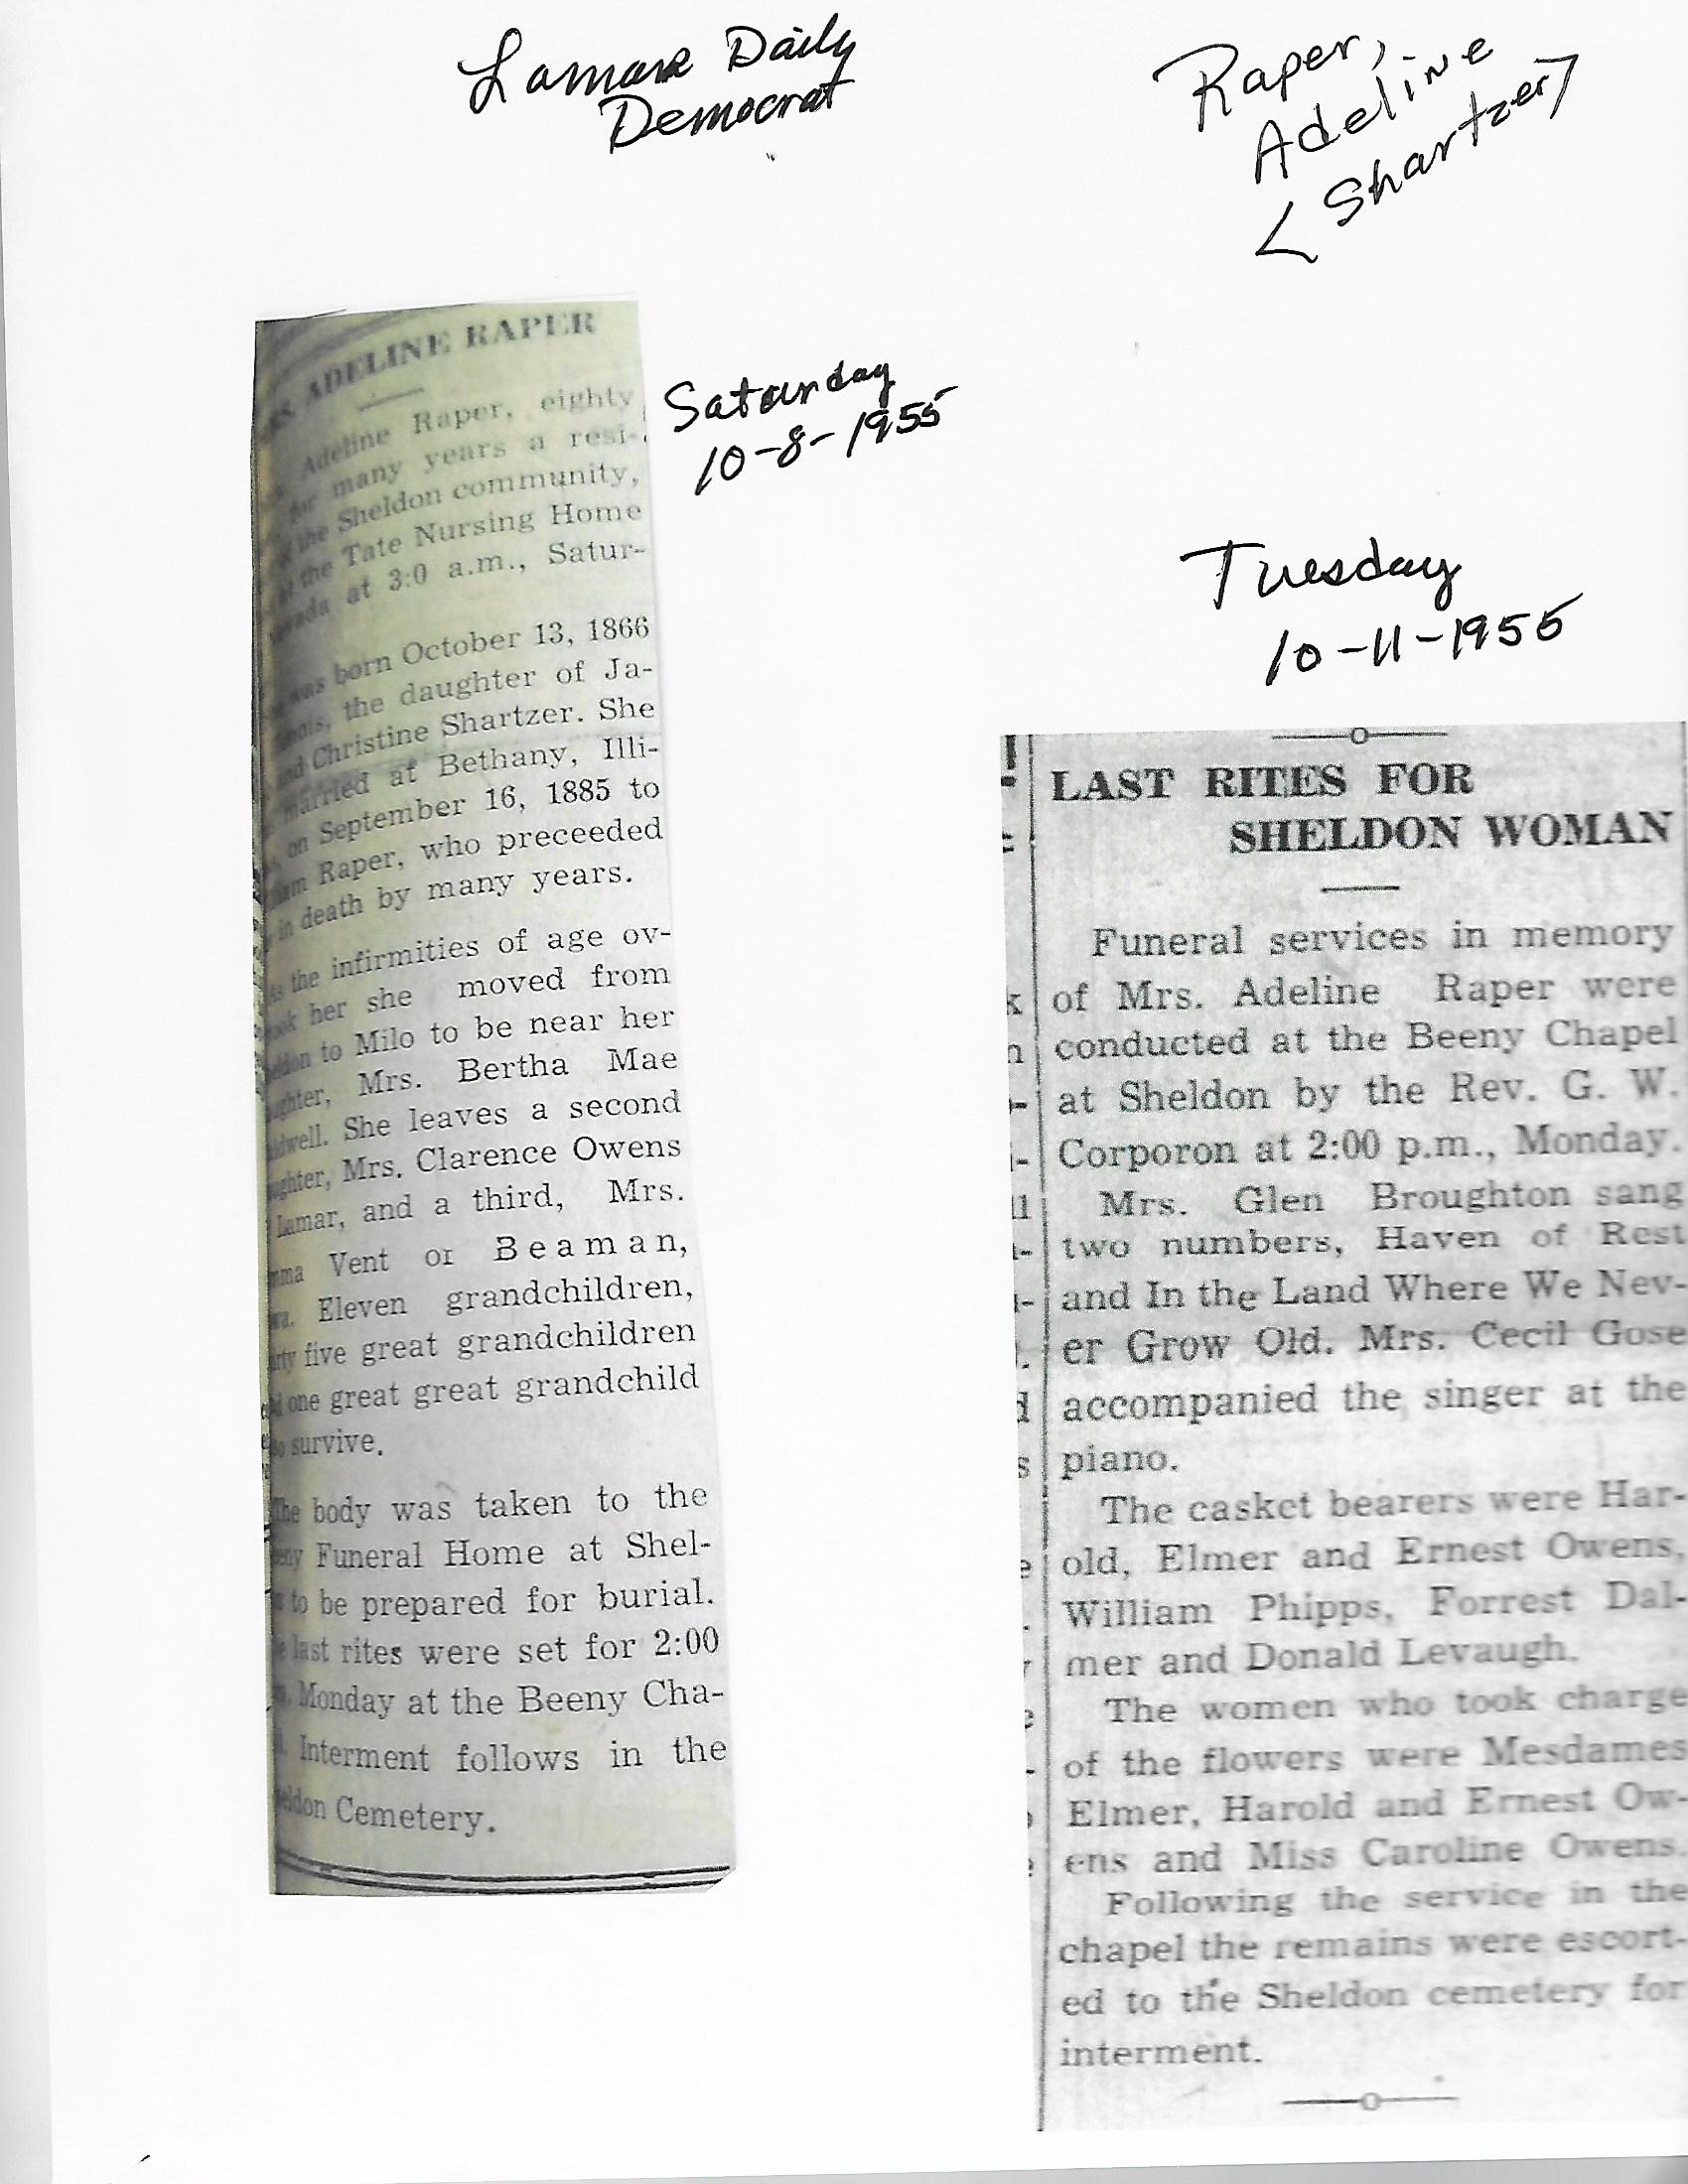 Lamar Daily
Democrat
Raper,
Adeline
< Shartzer>
Saturday
10-8-1955
ADELINE RAPER
Adeline Raper, eighty
for many years a resi-
the Sheldon community,
at the Tate Nursing Home
at 3:0 a.m., Satur-
was born October 13, 1866
the daughter of Ja-
Christine Shartzer. She
married at Bethany, Illi-
on September 16, 1885 to
Raper, who preceeded
in death by many years.
the infirmities of age ov-
her she moved from
to Milo to be near her
Mrs. Bertha Mae
She leaves a second
Mrs. Clarence Owens
Lamar, and a third, Mrs.
Vent of Beaman,
Eleven grandchildren,
five great grandchildren
one great great grandchild
survive.
The body was taken to the
Funeral Home at Shel-
to be prepared for burial.
last rites were set for 2:00
Monday at the Beeny Cha-
Interment follows in the
Cemetery.
Tuesday
10-11-1955
LAST RITES FOR
SHELDON WOMAN
Funeral services in memory
of Mrs. Adeline Raper were
conducted at the Beeny Chapel
at Sheldon by the Rev. G. W.
Corporon at 2:00 p.m., Monday.
Mrs. Glen Broughton sang
two numbers, Haven of Rest
and In the Land Where We Nev-
er Grow Old. Mrs. Cecil Gose
accompanied the singer at the
piano.
The casket bearers were Har-
old, Elmer and Ernest Owens,
William Phipps, Forrest Dal-
mer and Donald Levaugh.
The women who took charge
of the flowers were Mesdames
Elmer, Harold and Ernest Ow-
ens and Miss Caroline Owens.
Following the service in the
chapel the remains were escort-
ed to the Sheldon cemetery for
interment.